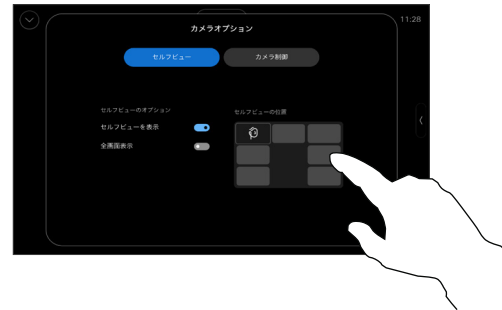 11:28
カメラオプション
セルフビュー
カメラ制御
セルフビューのオプション
セルフビューを表示
全画面表示
セルフビューの位置